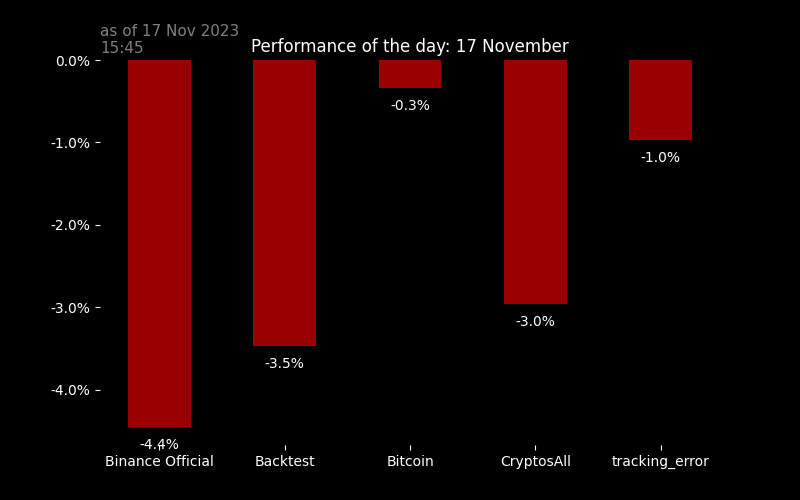 as of 17 Nov 2023
15:45
Performance of the day: 17 November
0.0%
-1.0%
-2.0%
-3.0%
-4.0%
-4.4%
-3.5%
-0.3%
-3.0%
-1.0%
Binance Official
Backtest
Bitcoin
CryptosAll
tracking_error